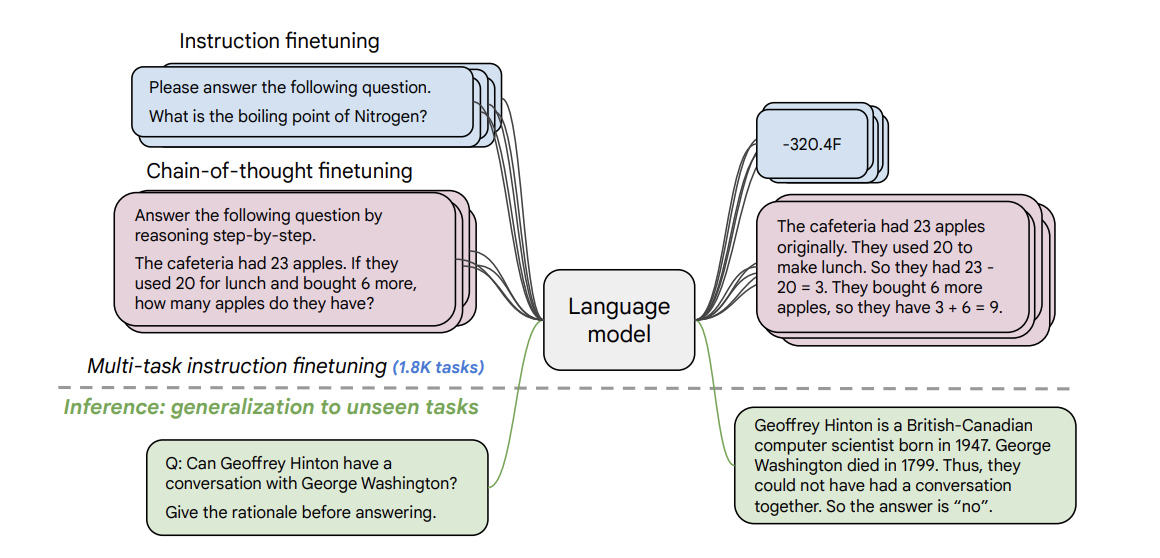 Instruction finetuning
Please answer the following question.
What is the boiling point of Nitrogen?
-320.4F
Chain-of-thought finetuning
Answer the following question by
reasoning step-by-step.
The cafeteria had 23 apples. If they
used 20 for lunch and bought 6 more,
how many apples do they have?
Language
model
The cafeteria had 23 apples
originally. They used 20 to
make lunch. So they had 23 -
20 = 3. They bought 6 more
apples, so they have 3 + 6 = 9.
Multi-task instruction finetuning (1.8K tasks)
Inference: generalization to unseen tasks
Q: Can Geoffrey Hinton have a
conversation with George Washington?
Give the rationale before answering.
Geoffrey Hinton is a British-Canadian
computer scientist born in 1947. George
Washington died in 1799. Thus, they
could not have had a conversation
together. So the answer is “no”.